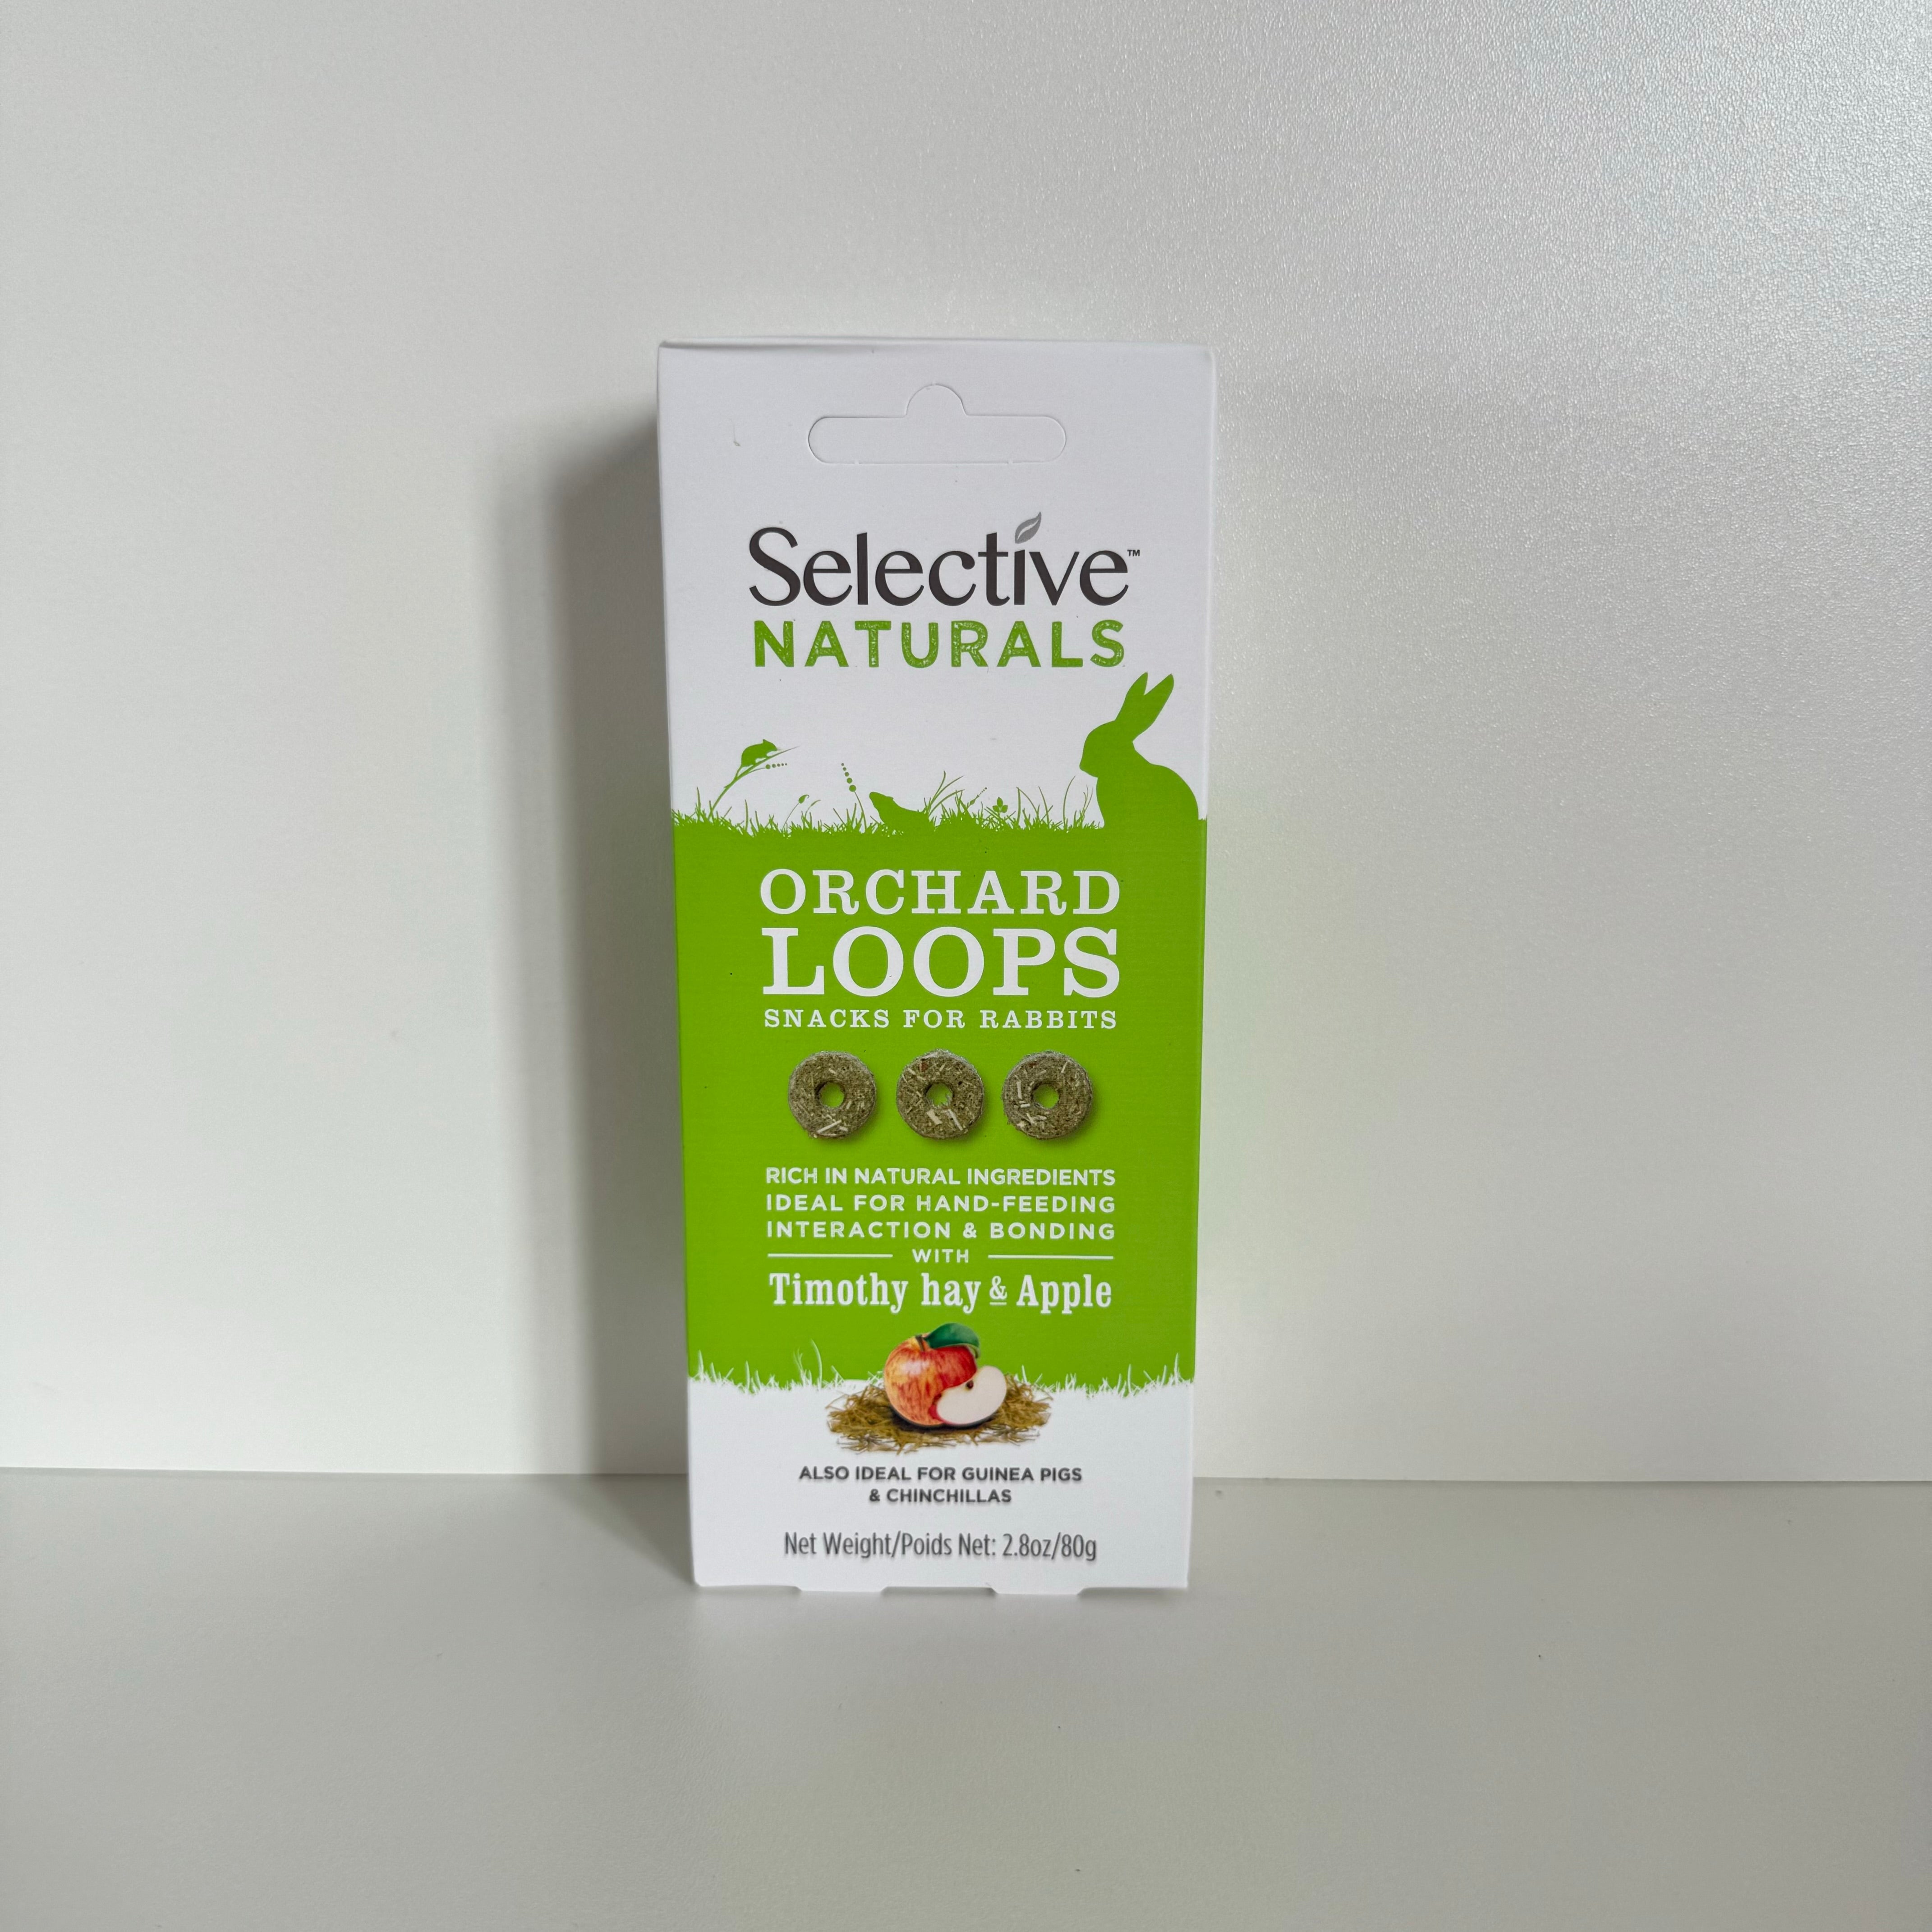 Selective™
NATURALS
ORCHARD
LOOPS
SNACKS FOR RABBITS
RICH IN NATURAL INGREDIENTS
IDEAL FOR HAND-FEEDING
INTERACTION & BONDING
WITH
Timothy hay & Apple
ALSO IDEAL FOR GUINEA PIGS
& CHINCHILLAS
Net Weight/Poids Net: 2.8oz/80g